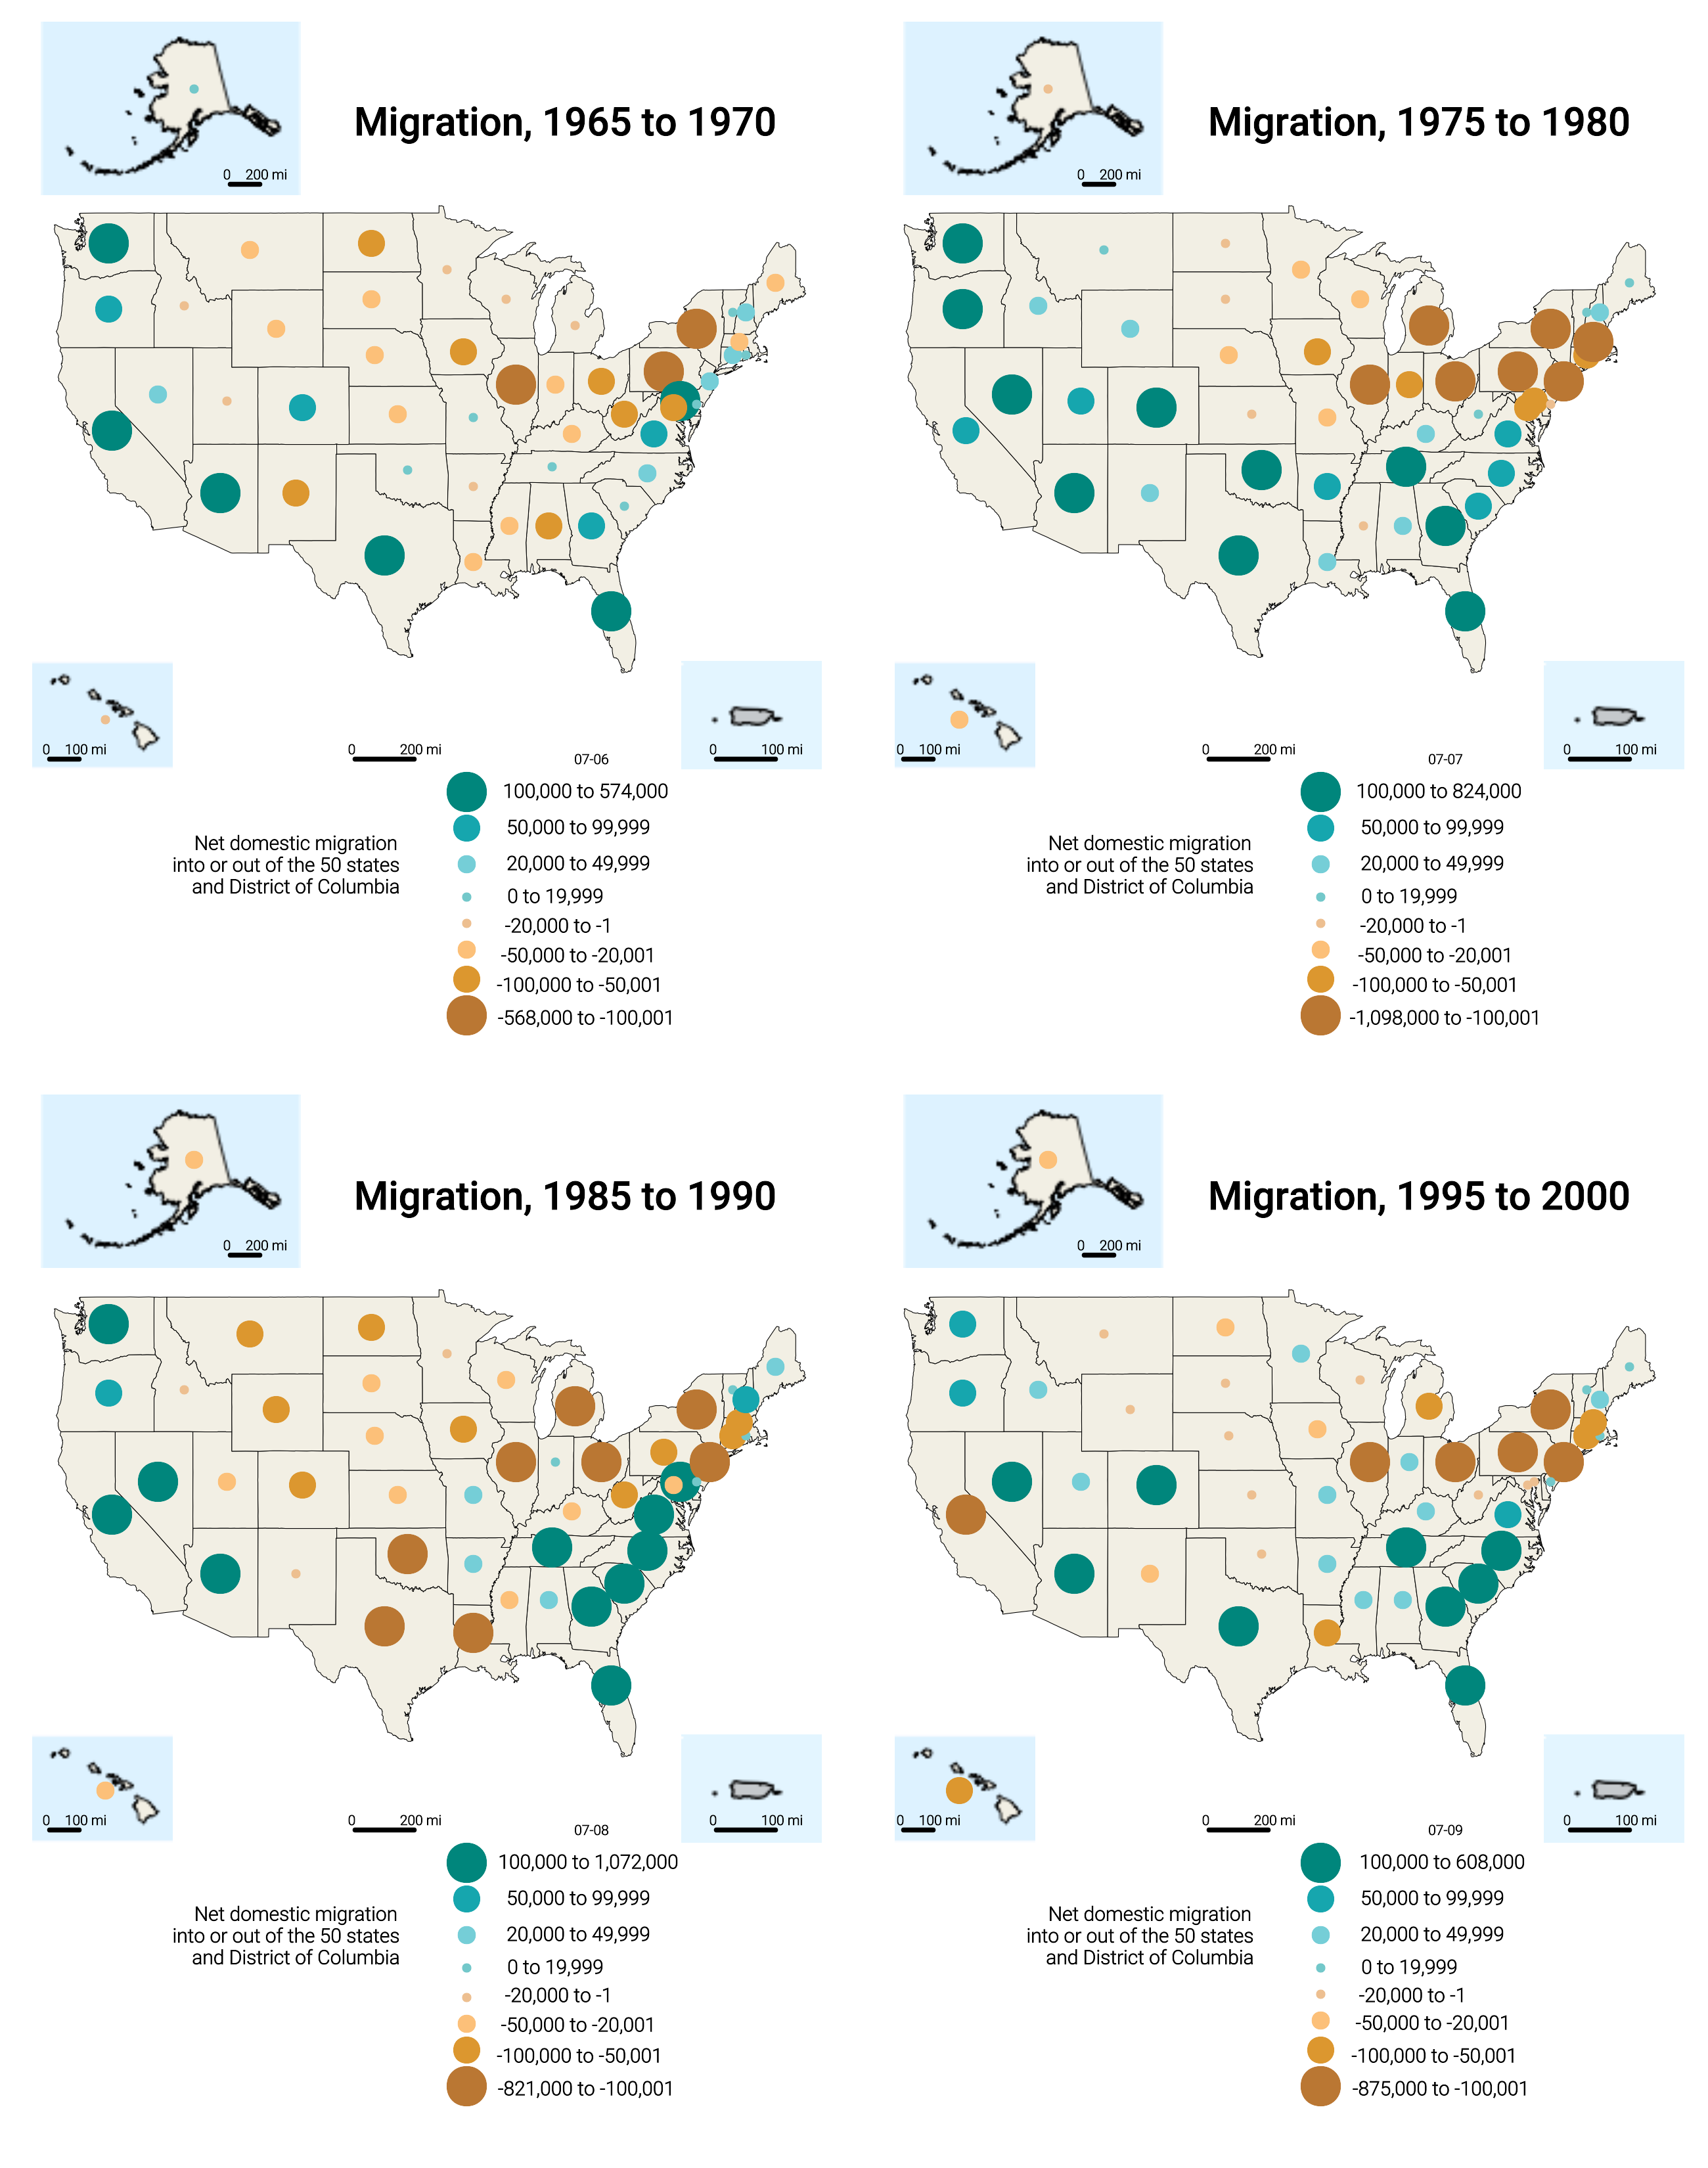 Migration, 1965 to 1970
0 200 mi
0 100 mi
0 200 mi
07-06
0 100 mi
Net domestic migration
into or out of the 50 states
and District of Columbia
100,000 to 574,000
50,000 to 99,999
20,000 to 49,999
0 to 19,999
-20,000 to -1
-50,000 to -20,001
-100,000 to -50,001
-568,000 to -100,001
Migration, 1975 to 1980
0 200 mi
0 100 mi
0 200 mi
07-07
0 100 mi
Net domestic migration
into or out of the 50 states
and District of Columbia
100,000 to 824,000
50,000 to 99,999
20,000 to 49,999
0 to 19,999
-20,000 to -1
-50,000 to -20,001
-100,000 to -50,001
-1,098,000 to -100,001
Migration, 1985 to 1990
0 200 mi
0 100 mi
0 200 mi
07-08
0 100 mi
Net domestic migration
into or out of the 50 states
and District of Columbia
100,000 to 1,072,000
50,000 to 99,999
20,000 to 49,999
0 to 19,999
-20,000 to -1
-50,000 to -20,001
-100,000 to -50,001
-821,000 to -100,001
Migration, 1995 to 2000
0 200 mi
0 100 mi
0 200 mi
07-09
0 100 mi
Net domestic migration
into or out of the 50 states
and District of Columbia
100,000 to 608,000
50,000 to 99,999
20,000 to 49,999
0 to 19,999
-20,000 to -1
-50,000 to -20,001
-100,000 to -50,001
-875,000 to -100,001